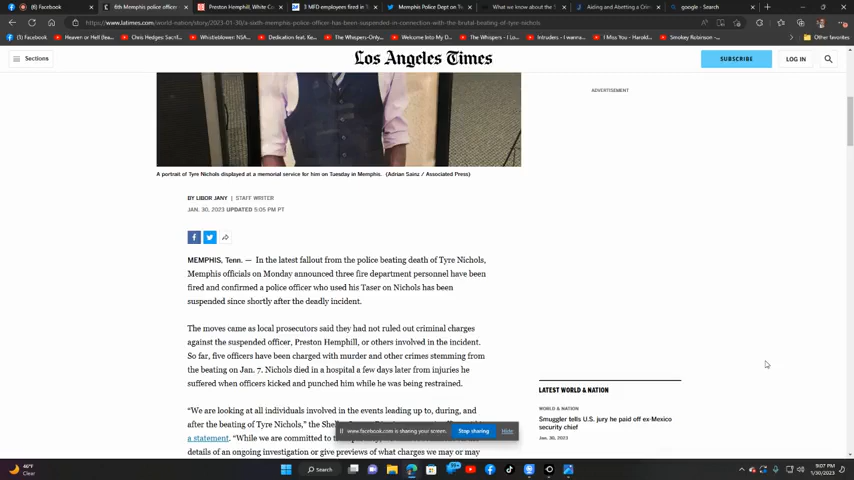 (1) Facebook
6th Memphis police officer
Preston Hemphill, White C
3 MFD employees fired in T
Memphis Police Dept on Tw
What we know about the S
Aiding and Abetting a Crim
google - Search
https://www.latimes.com/world-nation/story/2023-01-30/a-sixth-memphis-police-officer-has-been-suspended-in-connection-with-the-brutal-beating-of-tyre-nichols
(1) Facebook
Heaven or Hell (lea
Chris Hedges: Sacrif...
Whistleblower: NSA...
Dedication feat. Ke...
The Whispers-Only...
Welcome Into My D...
The Whispers - I Lo...
Intruders - I wanna...
I Miss You - Harold...
Smokey Robinson -...
Other favorites
Sections
Los Angeles Times
SUBSCRIBE
LOG IN
ADVERTISEMENT
A portrait of Tyre Nichols displayed at a memorial service for him on Tuesday in Memphis. (Adrian Sainz / Associated Press)
BY LIBOR JANY | STAFF WRITER
JAN. 30, 2023 UPDATED 5:05 PM PT
MEMPHIS, Tenn. — In the latest fallout from the police beating death of Tyre Nichols,
Memphis officials on Monday announced three fire department personnel have been
fired and confirmed a police officer who used his Taser on Nichols has been
suspended since shortly after the deadly incident.
The moves came as local prosecutors said they had not ruled out criminal charges
against the suspended officer, Preston Hemphill, or others involved in the incident.
So far, five officers have been charged with murder and other crimes stemming from
the beating on Jan. 7. Nichols died in a hospital a few days later from injuries he
suffered when officers kicked and punched him while he was being restrained.
LATEST WORLD & NATION
WORLD & NATION
Smuggler tells U.S. jury he paid off ex-Mexico
security chief
Jan. 30, 2023
"We are looking at all individuals involved in the events leading up to, during, and
after the beating of Tyre Nichols," the Shel
www.facebook.com is sharing your screen.
Stop sharing
Hide
a statement. "While we are committed to t
details of an ongoing investigation or give previews of what charges we may or may
46°F
Clear
Search
9:07 PM
1/30/2023